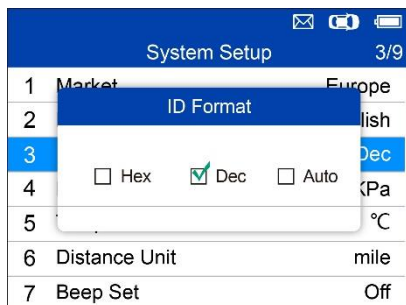 System Setup 3/9
1 Market Europe
ID Format
2 lish
3 Dec
Hex Dec Auto
4 KPa
5 °C
6 Distance Unit mile
7 Beep Set Off